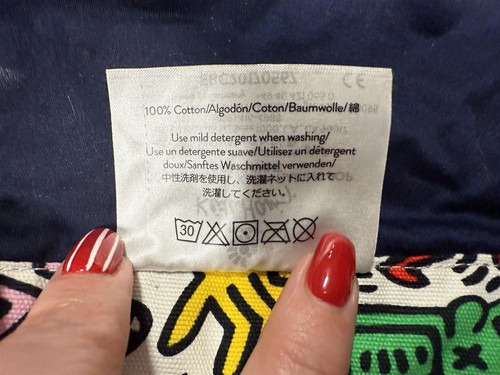 100% Cotton/Algodón/Coton/Baumwolle/綿
Use mild detergent when washing/
Use un detergente suave/Utilisez un détergent
doux/Sanftes Waschmittel verwenden/
中性洗剤を使用し、洗濯ネットに入れて
洗濯してください。
30